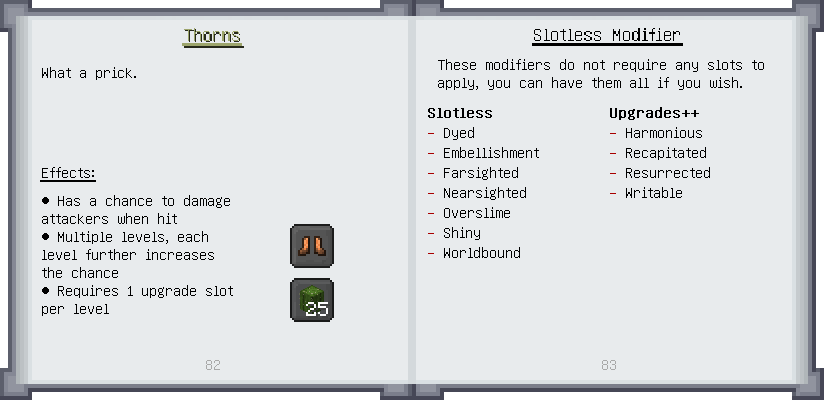 Thorns
What a prick.
Effects:
● Has a chance to damage
attackers when hit
● Multiple levels, each
level further increases
the chance
● Requires 1 upgrade slot
per level
25
82
Slotless Modifier
These modifiers do not require any slots to
apply, you can have them all if you wish.
Slotless
- Dyed
- Embellishment
- Farsighted
- Nearsighted
- Overslime
- Shiny
- Worldbound
Upgrades++
- Harmonious
- Recapitated
- Resurrected
- Writable
83